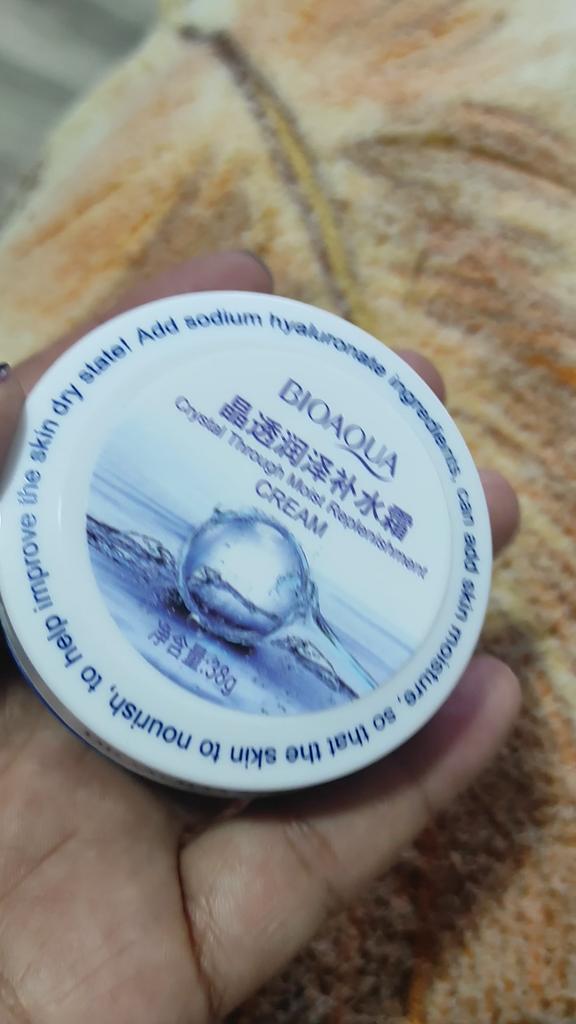 Add sodium hyaluronate ingredients, can add skin moisture, so that the skin to nourish, to help improve the skin dry state!
BIOAQUA
晶透润泽补水霜
Crystal Through Moist Replenishment
CREAM
净含量:38g